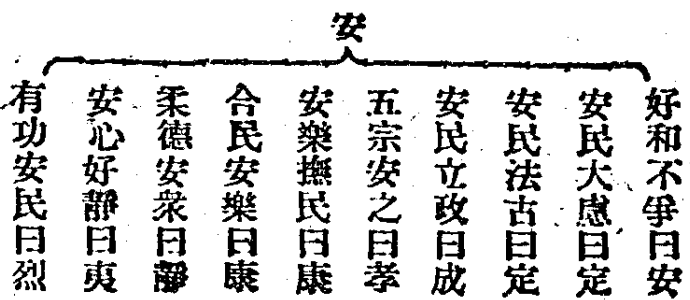 安
好和不爭曰安
安民大慮曰定
安民法古曰定
安民立政曰成
五宗安之曰孝
安樂撫民曰康
合民安樂曰康
柔德安衆曰靜
安心好靜曰夷
有功安民曰烈